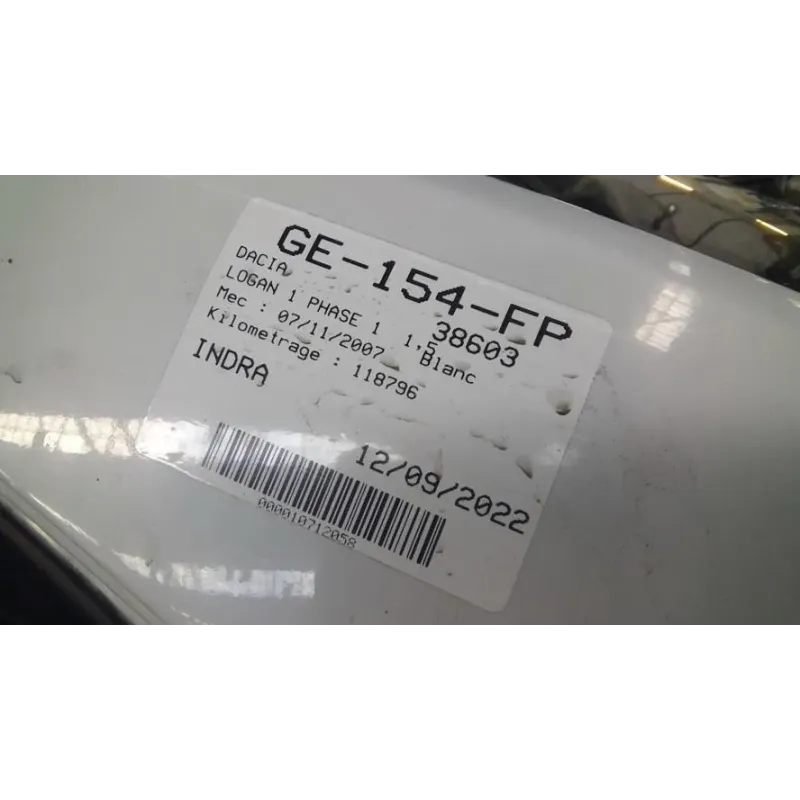 GE-154-FP
DACIA 38603
LOGAN 1 PHASE 1 1,5
Mec : 07/11/2007 Blanc
Kilometrage : 118796
INDRA
12/09/2022
000010712058